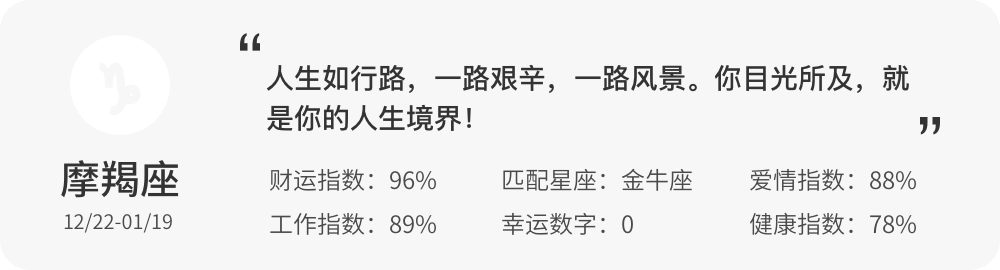 “
人生如行路，一路艰辛，一路风景。你目光所及，就
是你的人生境界！
”
摩羯座
12/22-01/19
财运指数：96% 匹配星座：金牛座 爱情指数：88%
工作指数：89% 幸运数字：0 健康指数：78%